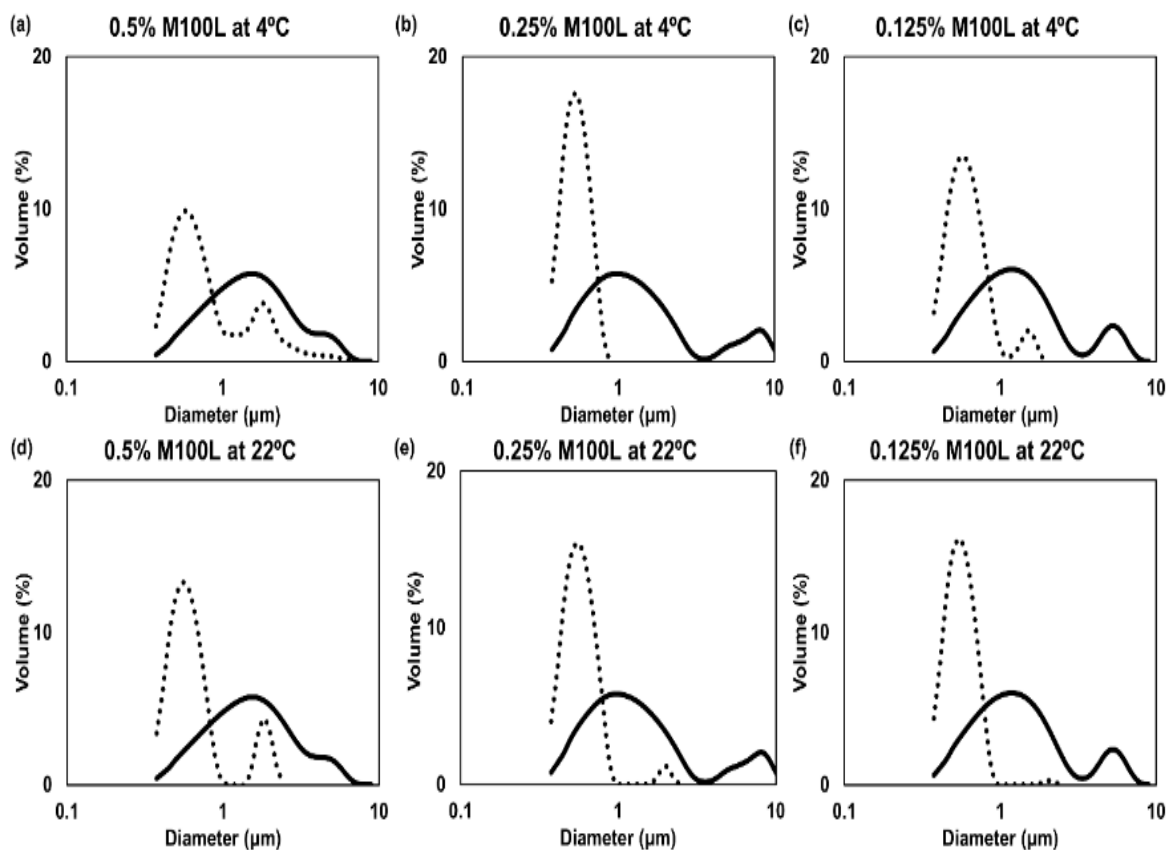 (a) 0.5% M100L at 4ºC
20
10
0
Volume (%)
0.1 1 10
Diameter (µm)
(b) 0.25% M100L at 4ºC
20
10
0
Volume (%)
0.1 1 10
Diameter (µm)
(c) 0.125% M100L at 4ºC
20
10
0
Volume (%)
0.1 1 10
Diameter (µm)
(d) 0.5% M100L at 22ºC
20
10
0
Volume (%)
0.1 1 10
Diameter (µm)
(e) 0.25% M100L at 22ºC
20
10
0
Volume (%)
0.1 1 10
Diameter (µm)
(f) 0.125% M100L at 22ºC
20
10
0
Volume (%)
0.1 1 10
Diameter (µm)